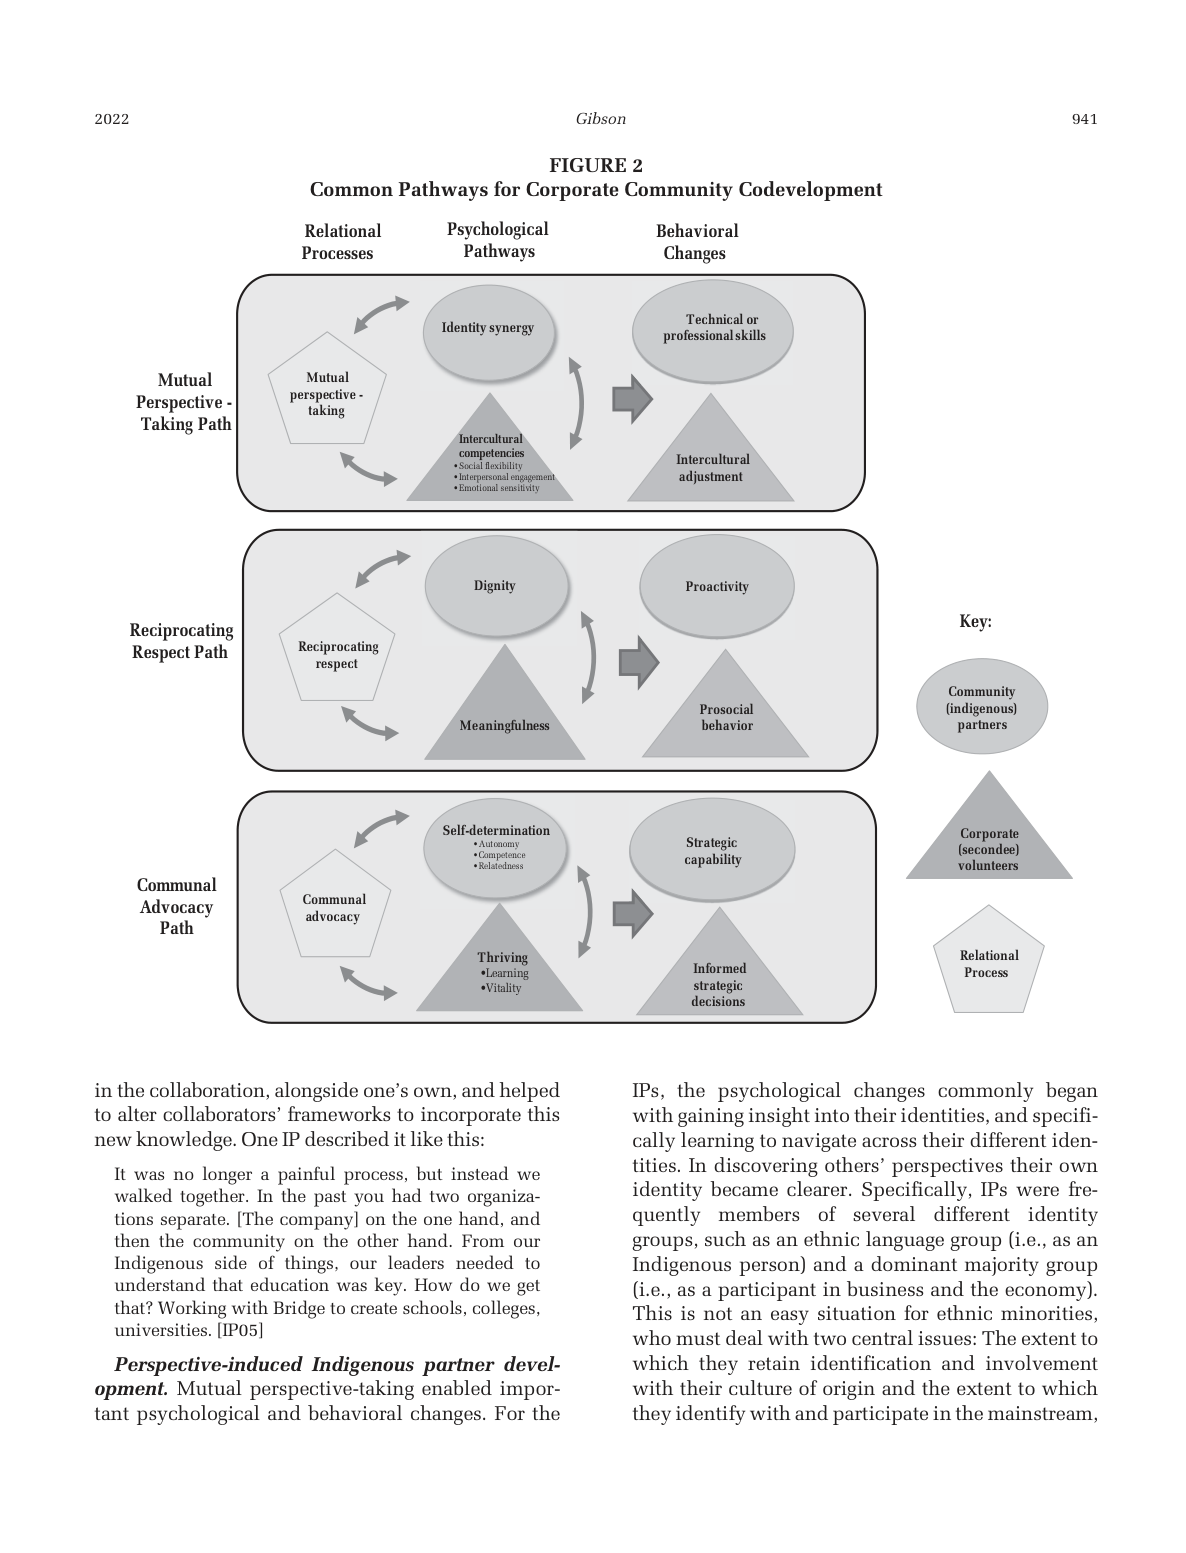 2022
Gibson
941
FIGURE 2
Common Pathways for Corporate Community Codevelopment
Relational
Processes
Psychological
Pathways
Behavioral
Changes
Mutual
Perspective -
Taking Path
Mutual
perspective -
taking
Identity synergy
Intercultural
competencies
•Social flexibility
•Interpersonal engagement
•Emotional sensitivity
Technical or
professional skills
Intercultural
adjustment
Reciprocating
Respect Path
Reciprocating
respect
Dignity
Meaningfulness
Proactivity
Prosocial
behavior
Communal
Advocacy
Path
Communal
advocacy
Self-determination
•Autonomy
•Competence
•Relatedness
Thriving
•Learning
•Vitality
Strategic
capability
Informed
strategic
decisions
Key:
Community
(indigenous)
partners
Corporate
(secondee)
volunteers
Relational
Process
in the collaboration, alongside one’s own, and helped
to alter collaborators’ frameworks to incorporate this
new knowledge. One IP described it like this:
It was no longer a painful process, but instead we
walked together. In the past you had two organiza-
tions separate. [The company] on the one hand, and
then the community on the other hand. From our
Indigenous side of things, our leaders needed to
understand that education was key. How do we get
that? Working with Bridge to create schools, colleges,
universities. [IP05]
Perspective-induced Indigenous partner devel-
opment. Mutual perspective-taking enabled impor-
tant psychological and behavioral changes. For the
IPs, the psychological changes commonly began
with gaining insight into their identities, and specifi-
cally learning to navigate across their different iden-
tities. In discovering others’ perspectives their own
identity became clearer. Specifically, IPs were fre-
quently members of several different identity
groups, such as an ethnic language group (i.e., as an
Indigenous person) and a dominant majority group
(i.e., as a participant in business and the economy).
This is not an easy situation for ethnic minorities,
who must deal with two central issues: The extent to
which they retain identification and involvement
with their culture of origin and the extent to which
they identify with and participate in the mainstream,